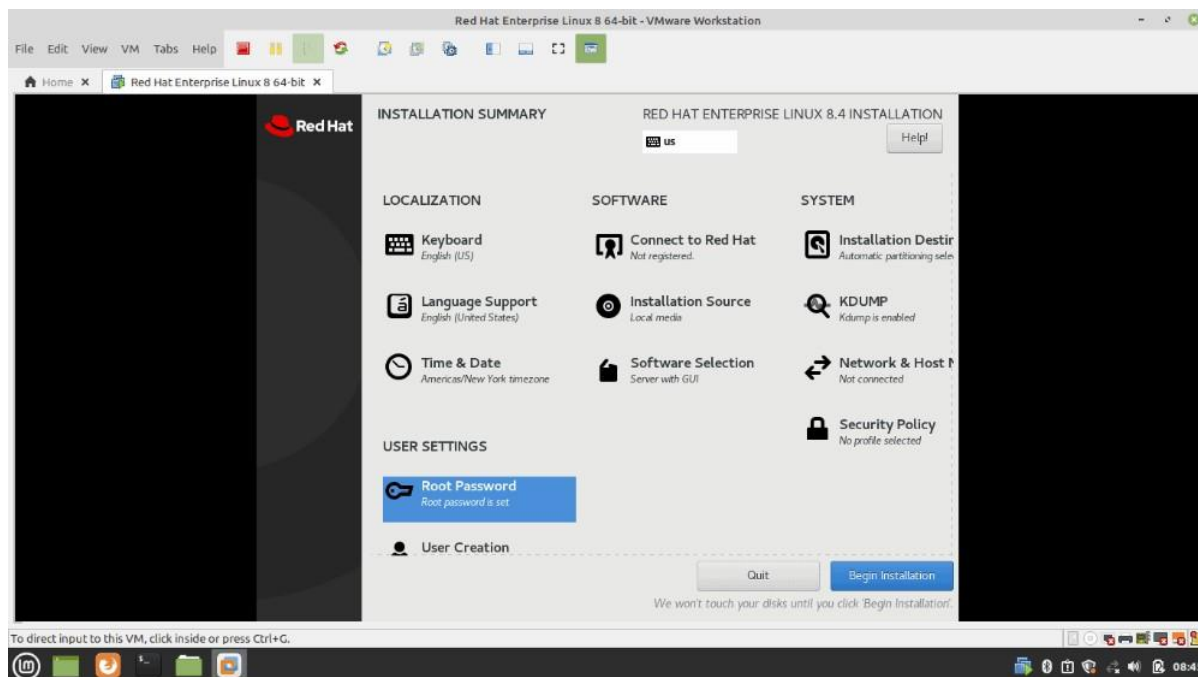 Red Hat Enterprise Linux 8 64-bit - VMware Workstation
File Edit View VM Tabs Help
Home Red Hat Enterprise Linux 8 64-bit
Red Hat
INSTALLATION SUMMARY
RED HAT ENTERPRISE LINUX 8.4 INSTALLATION
us
Help!
LOCALIZATION
Keyboard
English (US)
Language Support
English (United States)
Time & Date
Americas/New York timezone
SOFTWARE
Connect to Red Hat
Not registered.
Installation Source
Local media
Software Selection
Server with GUI
SYSTEM
Installation Destin
Automatic partitioning sele
KDUMP
Kdump is enabled
Network & Host N
Not connected
Security Policy
No profile selected
USER SETTINGS
Root Password
Root password is set
User Creation
Quit
Begin Installation
We won't touch your disks until you click 'Begin Installation'.
To direct input to this VM, click inside or press Ctrl+G.